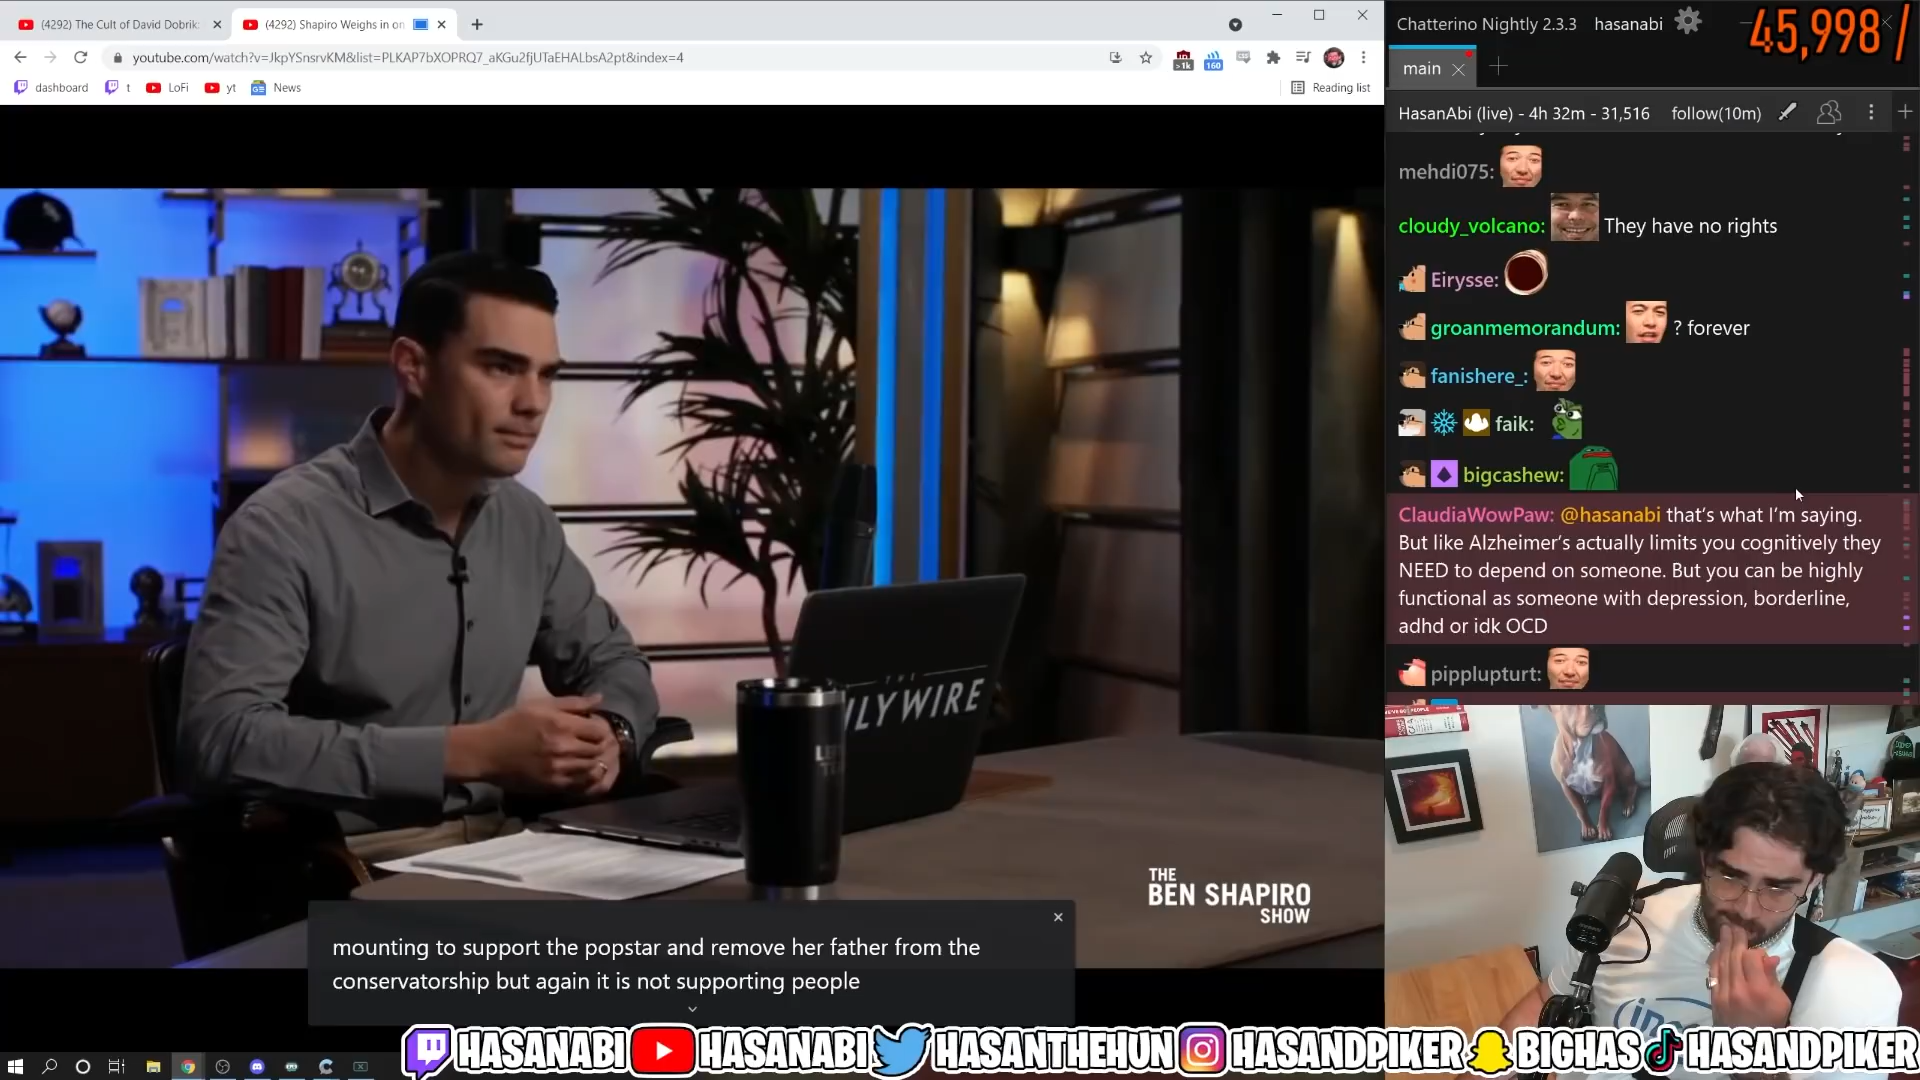 (4292) The Cult of David Dobrik:
(4292) Shapiro Weighs in on
youtube.com/watch?v=JkpYSnsrvKM&list=PLKAP7bXOPRQ7_aKGu2fjUTaEHALbsA2pt&index=4
>1k
160
dashboard
t
LoFi
yt
News
Reading list
Chatterino Nightly 2.3.3
hasanabi
45,998 /
main
HasanAbi (live) - 4h 32m - 31,516
follow(10m)
mehdi075:
cloudy_volcano: They have no rights
Eirysse:
groanmemorandum: ? forever
fanishere_:
faik:
bigcashew:
ClaudiaWowPaw: @hasanabi that's what I'm saying.
But like Alzheimer's actually limits you cognitively they
NEED to depend on someone. But you can be highly
functional as someone with depression, borderline,
adhd or idk OCD
pipplupturt:
THE
ILYWIRE
THE
BEN SHAPIRO
SHOW
mounting to support the popstar and remove her father from the
conservatorship but again it is not supporting people
HASANABI HASANABI HASANTHEHUN HASANDPIKER BIGHAS HASANDPIKER